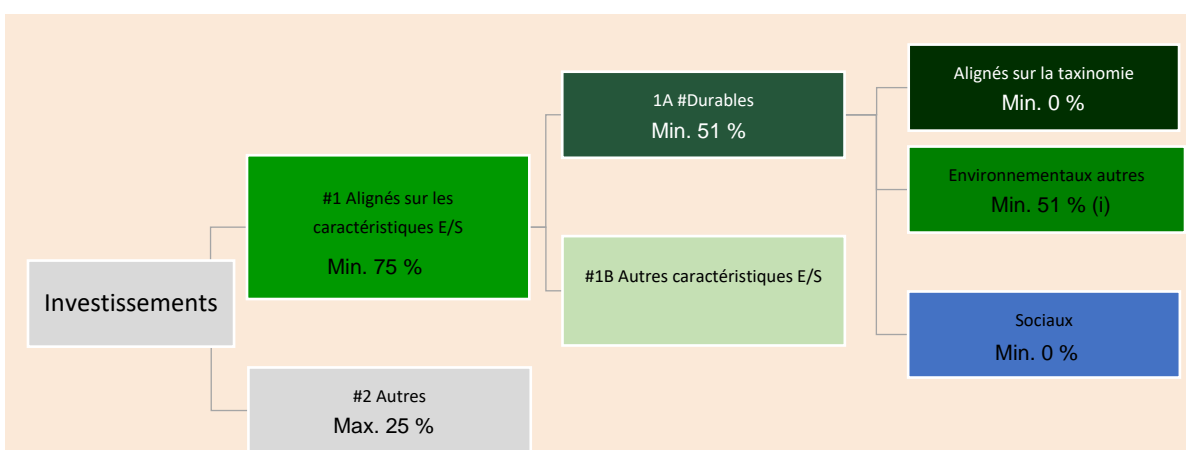 Investissements
#1 Alignés sur les
caractéristiques E/S
Min. 75 %
#2 Autres
Max. 25 %
1A #Durables
Min. 51 %
#1B Autres caractéristiques E/S
Alignés sur la taxinomie
Min. 0 %
Environnementaux autres
Min. 51 % (i)
Sociaux
Min. 0 %